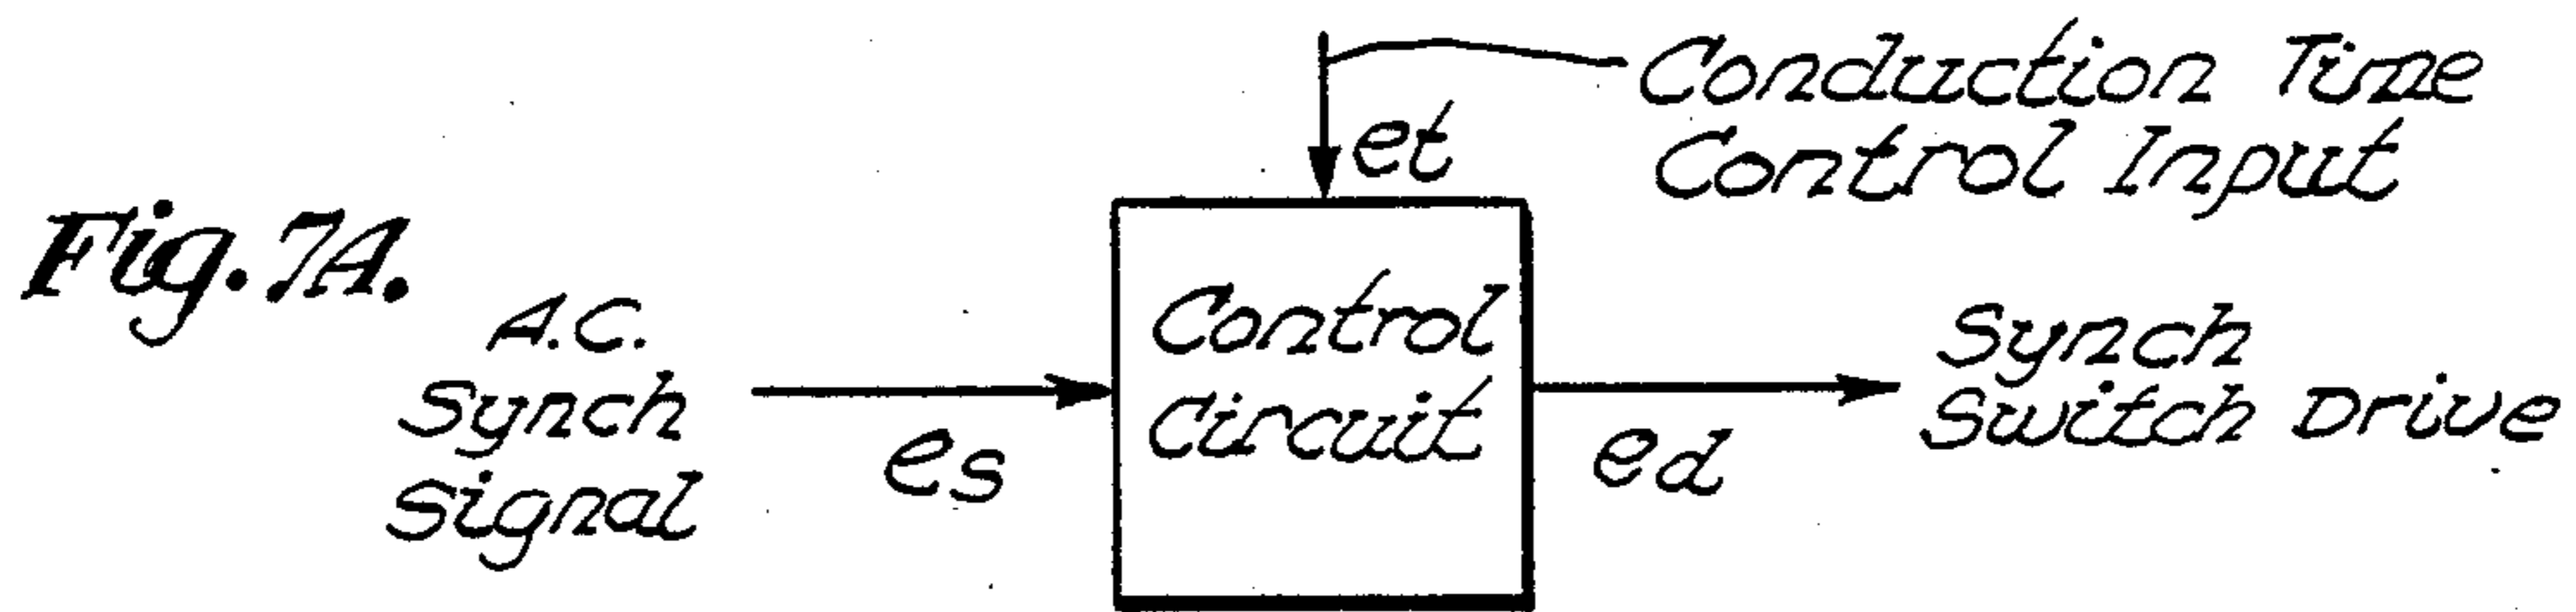 Fig. 7A.
Conduction Time
Control Input
et
A.C.
Synch
Signal
es
Control
Circuit
ed
Synch
Switch Drive